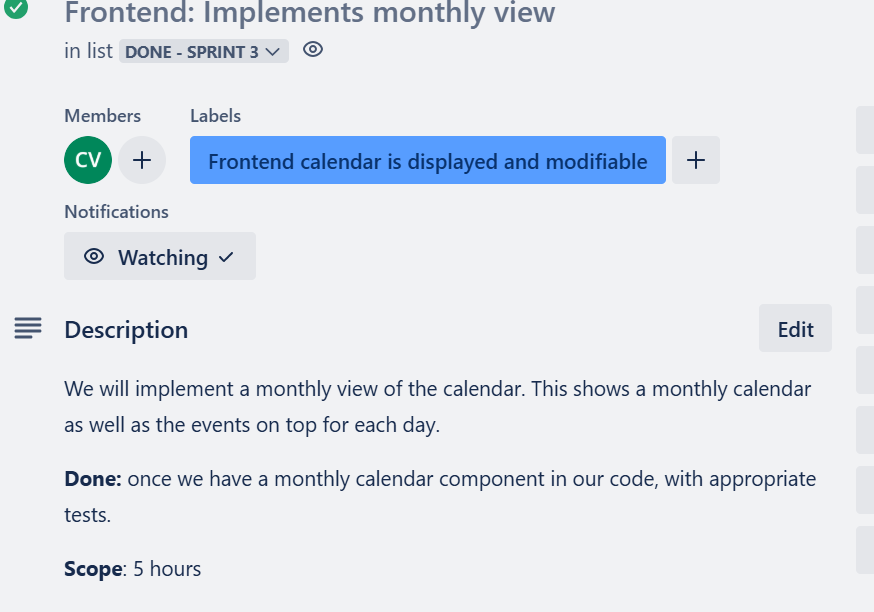 Frontend: Implements monthly view
in list DONE - SPRINT 3
Members Labels
CV Frontend calendar is displayed and modifiable
Notifications
Watching
Description Edit
We will implement a monthly view of the calendar. This shows a monthly calendar
as well as the events on top for each day.
Done: once we have a monthly calendar component in our code, with appropriate
tests.
Scope: 5 hours